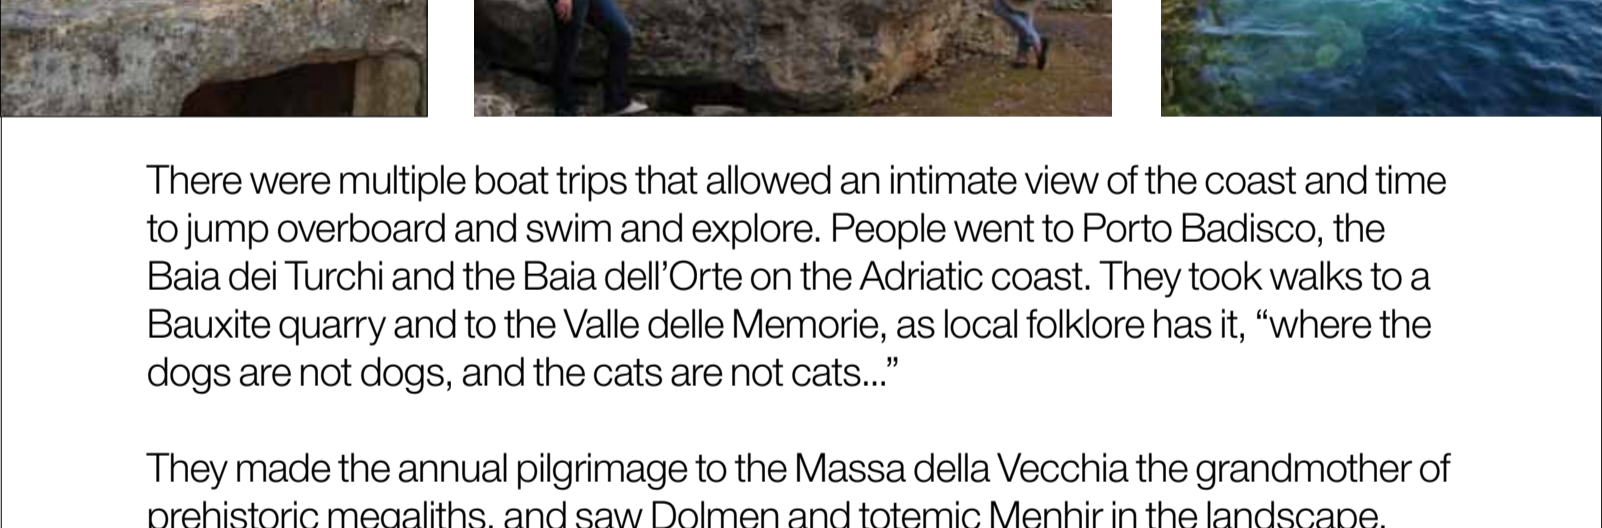 There were multiple boat trips that allowed an intimate view of the coast and time
to jump overboard and swim and explore. People went to Porto Badisco, the
Baia dei Turchi and the Baia dell’Orte on the Adriatic coast. They took walks to a
Bauxite quarry and to the Valle delle Memorie, as local folklore has it, “where the
dogs are not dogs, and the cats are not cats...”
They made the annual pilgrimage to the Massa della Vecchia the grandmother of
prehistoric megaliths, and saw Dolmen and totemic Menhir in the landscape.